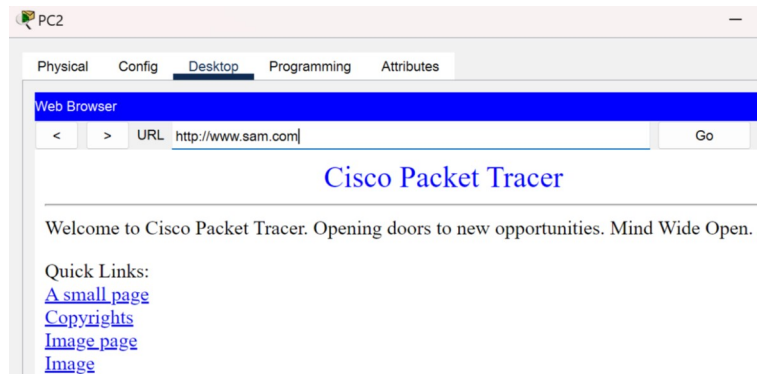 PC2
Physical Config Desktop Programming Attributes
Web Browser
< > URL http://www.sam.com Go
Cisco Packet Tracer
Welcome to Cisco Packet Tracer. Opening doors to new opportunities. Mind Wide Open.
Quick Links:
A small page
Copyrights
Image page
Image